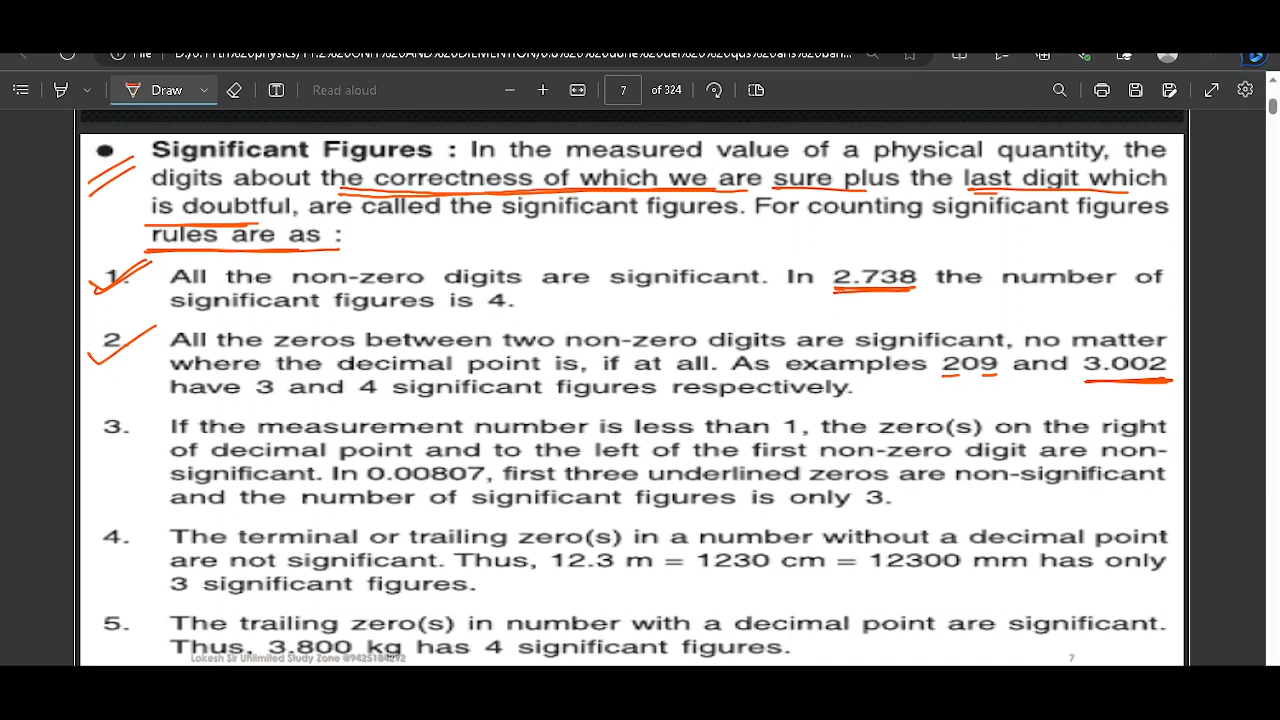 Draw
Read aloud
7 of 324
Significant Figures : In the measured value of a physical quantity, the
digits about the correctness of which we are sure plus the last digit which
is doubtful, are called the significant figures. For counting significant figures
rules are as :
1. All the non-zero digits are significant. In 2.738 the number of
significant figures is 4.
2. All the zeros between two non-zero digits are significant, no matter
where the decimal point is, if at all. As examples 209 and 3.002
have 3 and 4 significant figures respectively.
3. If the measurement number is less than 1, the zero(s) on the right
of decimal point and to the left of the first non-zero digit are non-
significant. In 0.00807, first three underlined zeros are non-significant
and the number of significant figures is only 3.
4. The terminal or trailing zero(s) in a number without a decimal point
are not significant. Thus, 12.3 m = 1230 cm = 12300 mm has only
3 significant figures.
5. The trailing zero(s) in number with a decimal point are significant.
Thus, 3.800 kg has 4 significant figures.
Lokesh Sir Unlimited Study Zone @9425184292
7